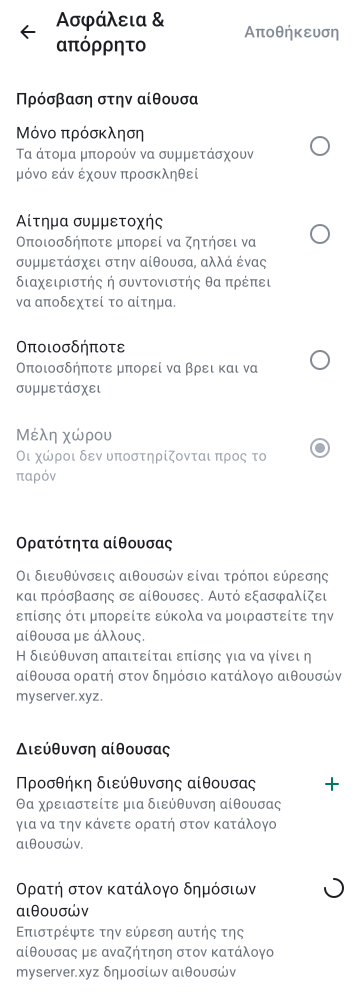 Ασφάλεια &
απόρρητο
Αποθήκευση
Πρόσβαση στην αίθουσα
Μόνο πρόσκληση
Τα άτομα μπορούν να συμμετάσχουν
μόνο εάν έχουν προσκληθεί
Αίτημα συμμετοχής
Οποιοσδήποτε μπορεί να ζητήσει να
συμμετάσχει στην αίθουσα, αλλά ένας
διαχειριστής ή συντονιστής θα πρέπει
να αποδεχτεί το αίτημα.
Οποιοσδήποτε
Οποιοσδήποτε μπορεί να βρει και να
συμμετάσχει
Μέλη χώρου
Οι χώροι δεν υποστηρίζονται προς το
παρόν
Ορατότητα αίθουσας
Οι διευθύνσεις αιθουσών είναι τρόποι εύρεσης
και πρόσβασης σε αίθουσες. Αυτό εξασφαλίζει
επίσης ότι μπορείτε εύκολα να μοιραστείτε την
αίθουσα με άλλους.
Η διεύθυνση απαιτείται επίσης για να γίνει η
αίθουσα ορατή στον δημόσιο κατάλογο αιθουσών
myserver.xyz.
Διεύθυνση αίθουσας
Προσθήκη διεύθυνσης αίθουσας
Θα χρειαστείτε μια διεύθυνση αίθουσας
για να την κάνετε ορατή στον κατάλογο
αιθουσών.
Ορατή στον κατάλογο δημόσιων
αιθουσών
Επιστρέψτε την εύρεση αυτής της
αίθουσας με αναζήτηση στον κατάλογο
myserver.xyz δημοσίων αιθουσών